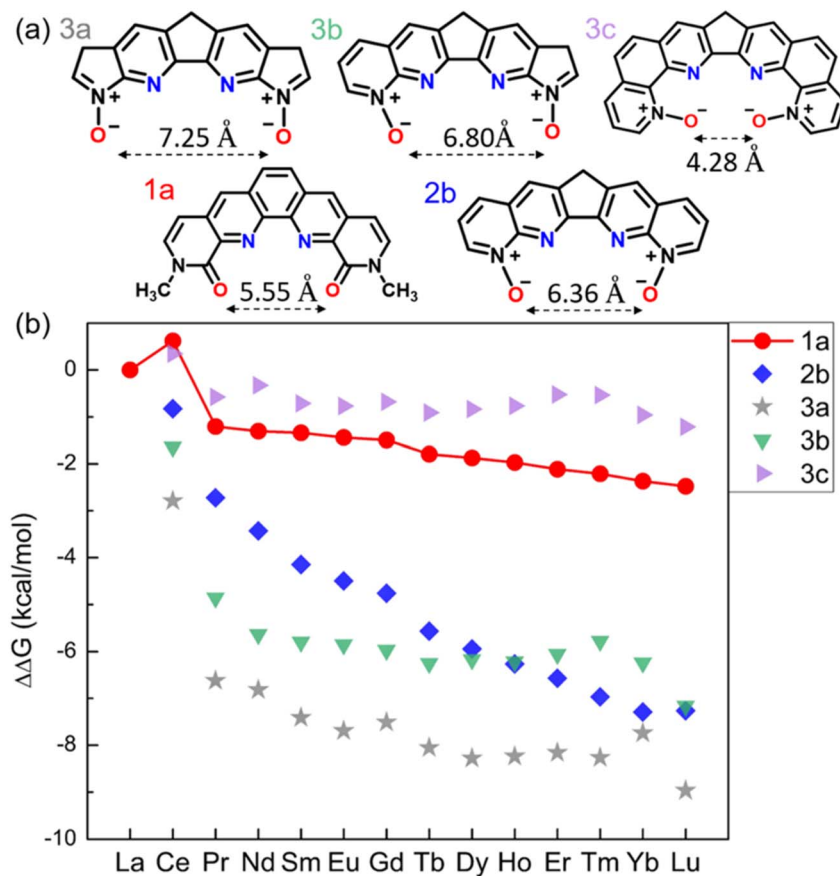 (a) 3a 3b 3c
N N N N N N
N + + N N + + N N + + N
O − − O O − − O O − − O
7.25 Å 6.80Å 4.28 Å
1a 2b
N N N N
N N N + + N
H₃C O O CH₃ O − − O
5.55 Å 6.36 Å
(b)
1a
2b
3a
3b
3c
0
-2
-4
-6
-8
-10
ΔΔG (kcal/mol)
La Ce Pr Nd Sm Eu Gd Tb Dy Ho Er Tm Yb Lu